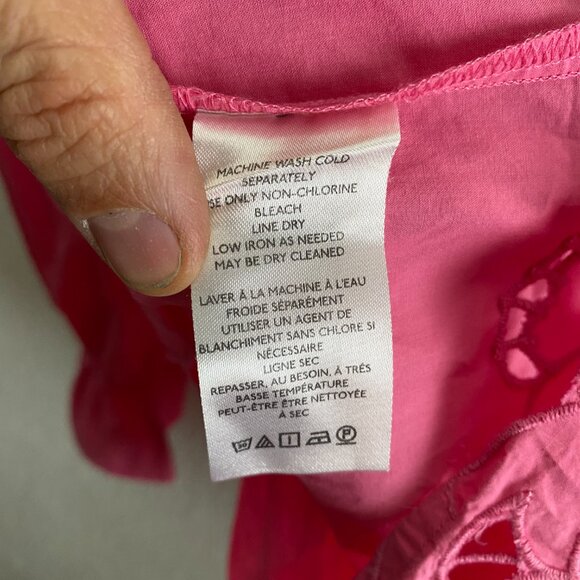 MACHINE WASH COLD
SEPARATELY
SE ONLY NON-CHLORINE
BLEACH
LINE DRY
LOW IRON AS NEEDED
MAY BE DRY CLEANED
LAVER À LA MACHINE À L'EAU
FROIDE SÉPARÉMENT
UTILISER UN AGENT DE
BLANCHIMENT SANS CHLORE SI
NÉCESSAIRE
LIGNE SEC
REPASSER, AU BESOIN, À TRÉS
BASSE TEMPÉRATURE
PEUT-ÊTRE ÊTRE NETTOYÉE
À SEC
30
P